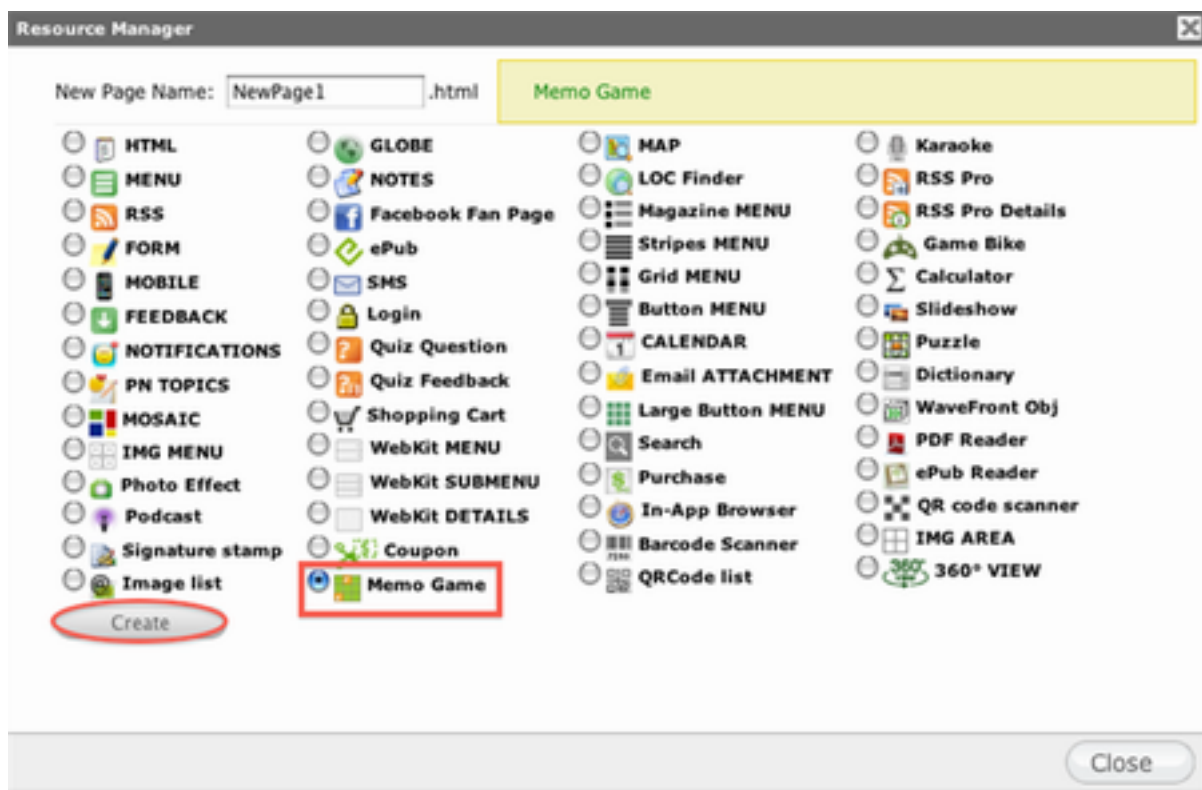 Resource Manager
New Page Name: NewPage1 .html Memo Game
HTML GLOBE MAP Karaoke
MENU NOTES LOC Finder RSS Pro
RSS Facebook Fan Page Magazine MENU RSS Pro Details
FORM ePub Stripes MENU Game Bike
MOBILE SMS Grid MENU Calculator
FEEDBACK Login Button MENU Slideshow
NOTIFICATIONS Quiz Question CALENDAR Puzzle
PN TOPICS Quiz Feedback Email ATTACHMENT Dictionary
MOSAIC Shopping Cart Large Button MENU WaveFront Obj
IMG MENU WebKit MENU Search PDF Reader
Photo Effect WebKit SUBMENU Purchase ePub Reader
Podcast WebKit DETAILS In-App Browser QR code scanner
Signature stamp Coupon Barcode Scanner IMG AREA
Image list Memo Game QRCode list 360° VIEW
Create
Close